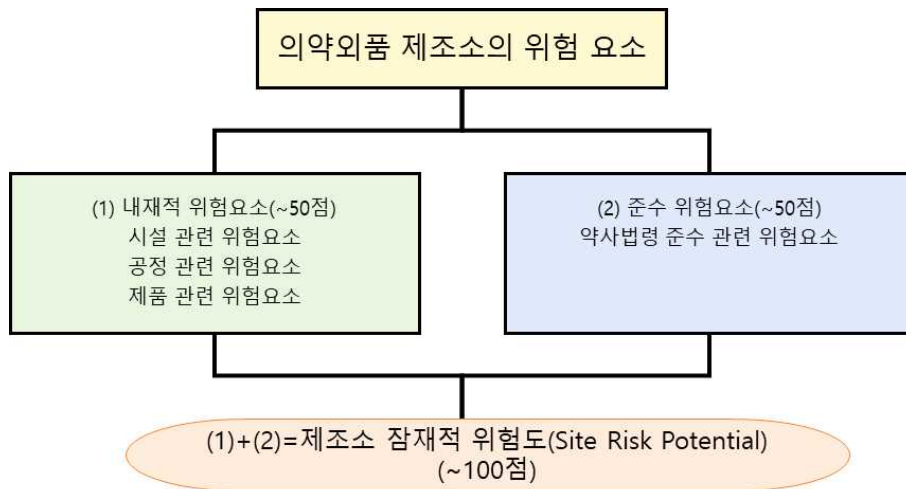 의약외품 제조소의 위험 요소
(1) 내재적 위험요소(~50점)
시설 관련 위험요소
공정 관련 위험요소
제품 관련 위험요소
(2) 준수 위험요소(~50점)
약사법령 준수 관련 위험요소
(1)+(2)=제조소 잠재적 위험도(Site Risk Potential)
(~100점)